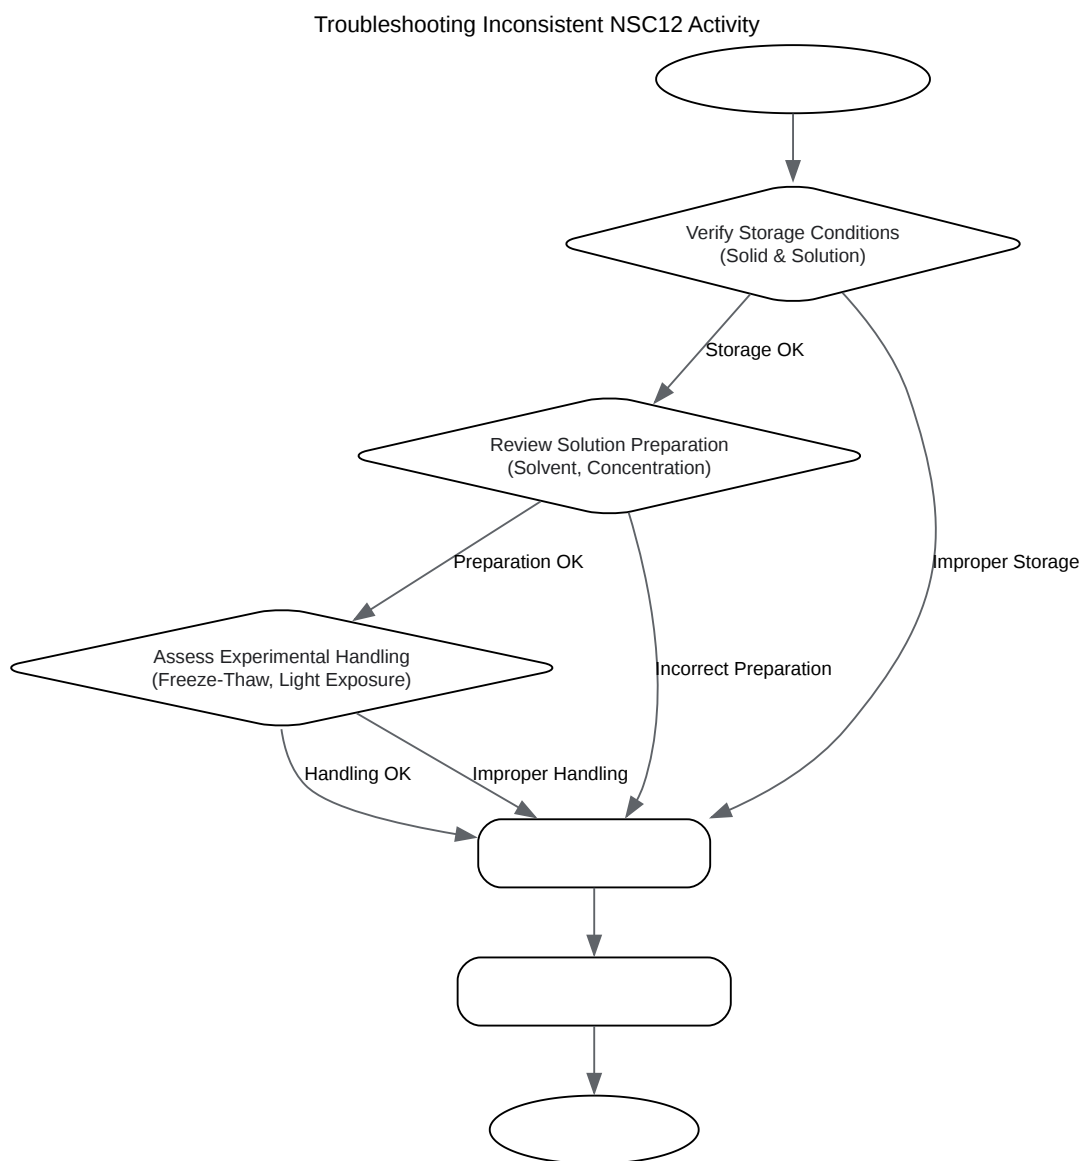 Troubleshooting Inconsistent NSC12 Activity
Verify Storage Conditions
(Solid & Solution)
Storage OK
Review Solution Preparation
(Solvent, Concentration)
Preparation OK
Improper Storage
Assess Experimental Handling
(Freeze-Thaw, Light Exposure)
Incorrect Preparation
Handling OK
Improper Handling